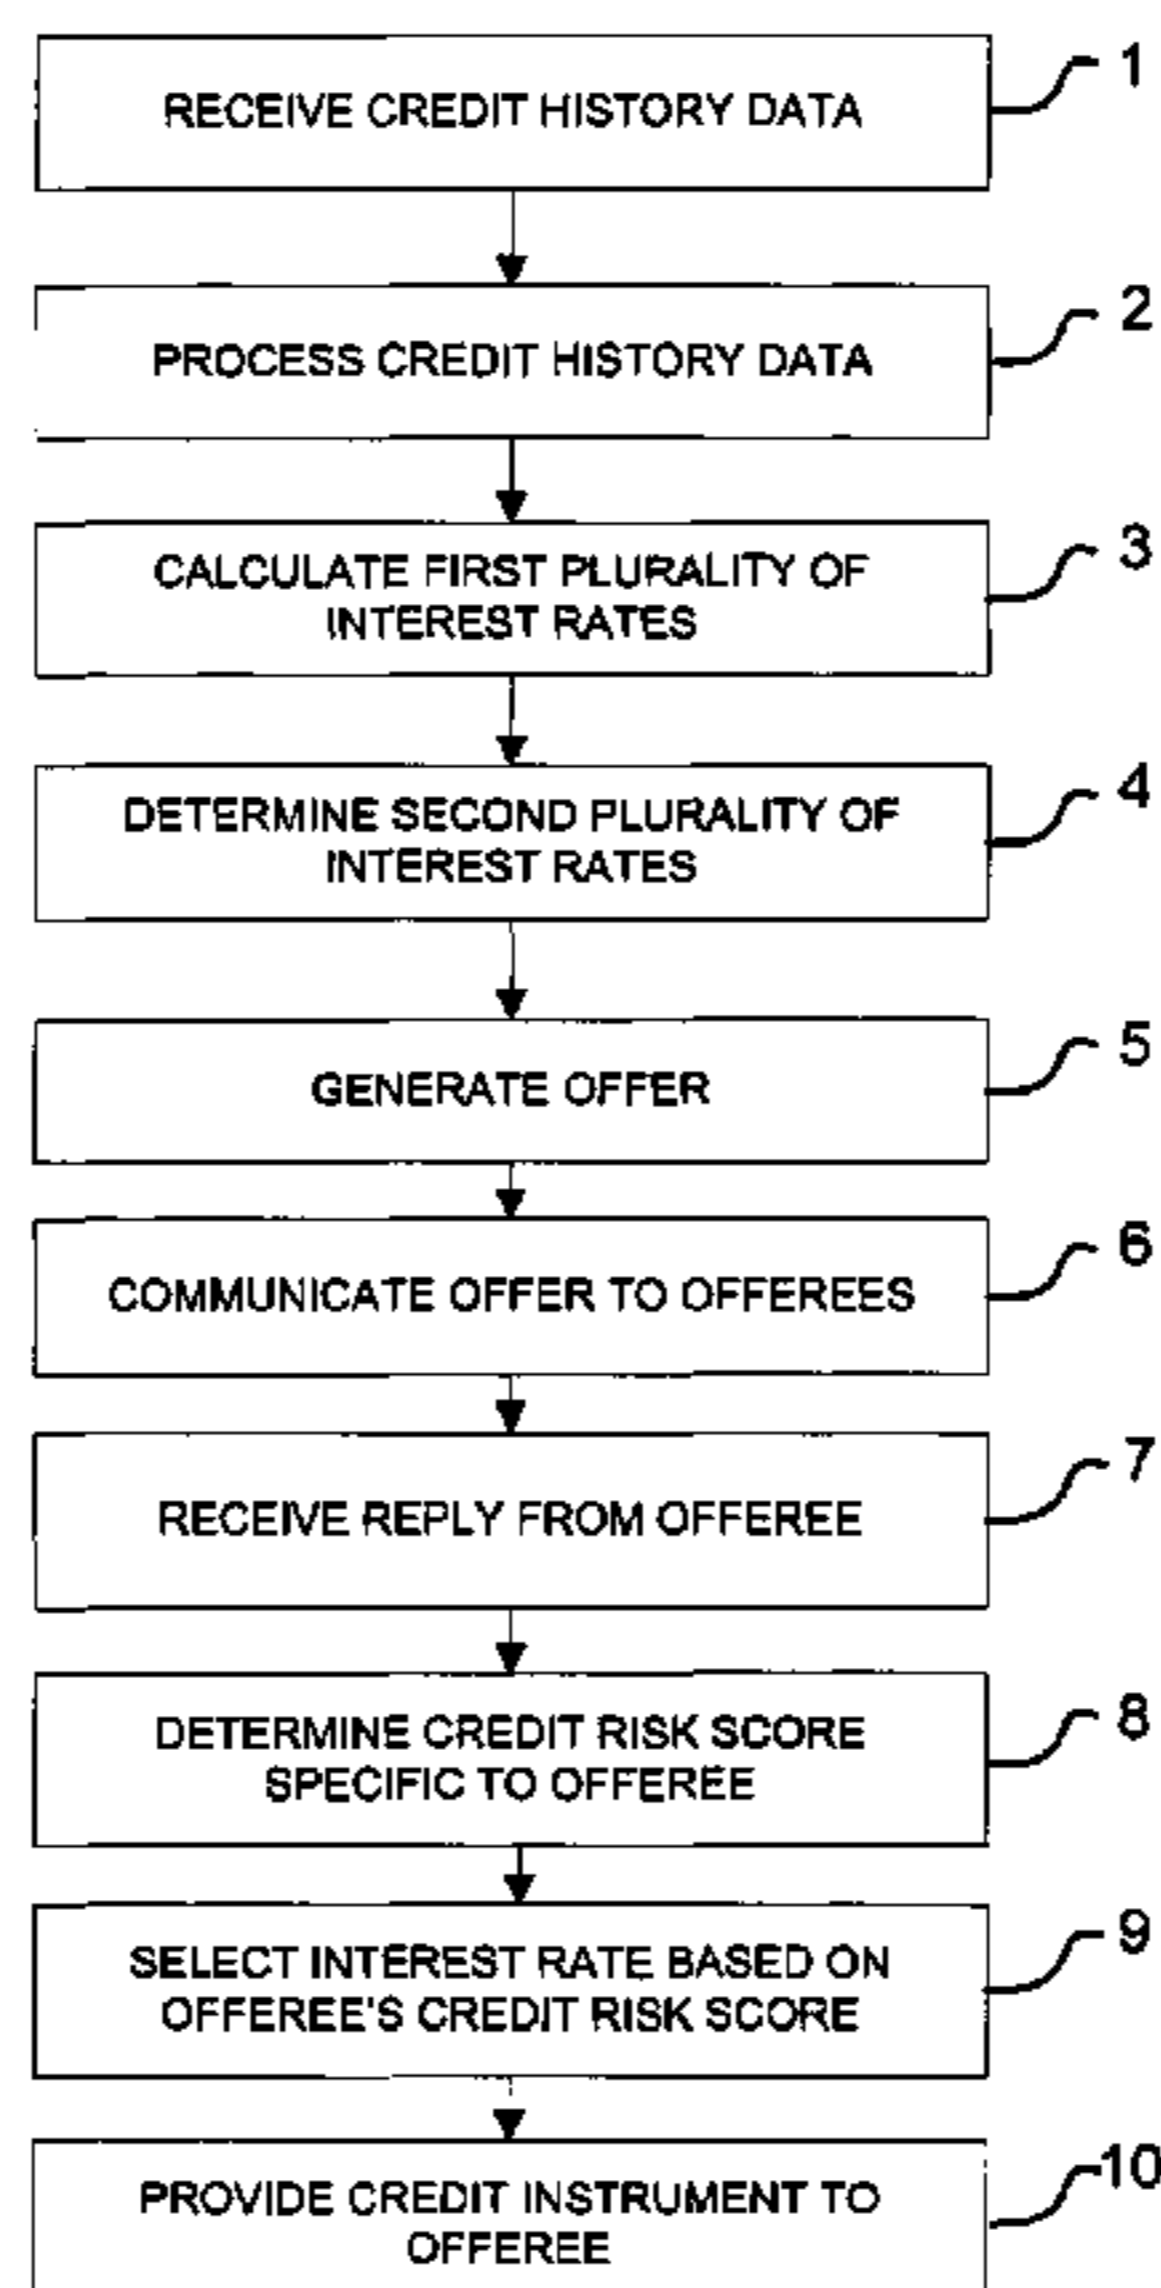 RECEIVE CREDIT HISTORY DATA
1
PROCESS CREDIT HISTORY DATA
2
CALCULATE FIRST PLURALITY OF
INTEREST RATES
3
DETERMINE SECOND PLURALITY OF
INTEREST RATES
4
GENERATE OFFER
5
COMMUNICATE OFFER TO OFFEREES
6
RECEIVE REPLY FROM OFFEREE
7
DETERMINE CREDIT RISK SCORE
SPECIFIC TO OFFEREE
8
SELECT INTEREST RATE BASED ON
OFFEREE'S CREDIT RISK SCORE
9
PROVIDE CREDIT INSTRUMENT TO
OFFEREE
10